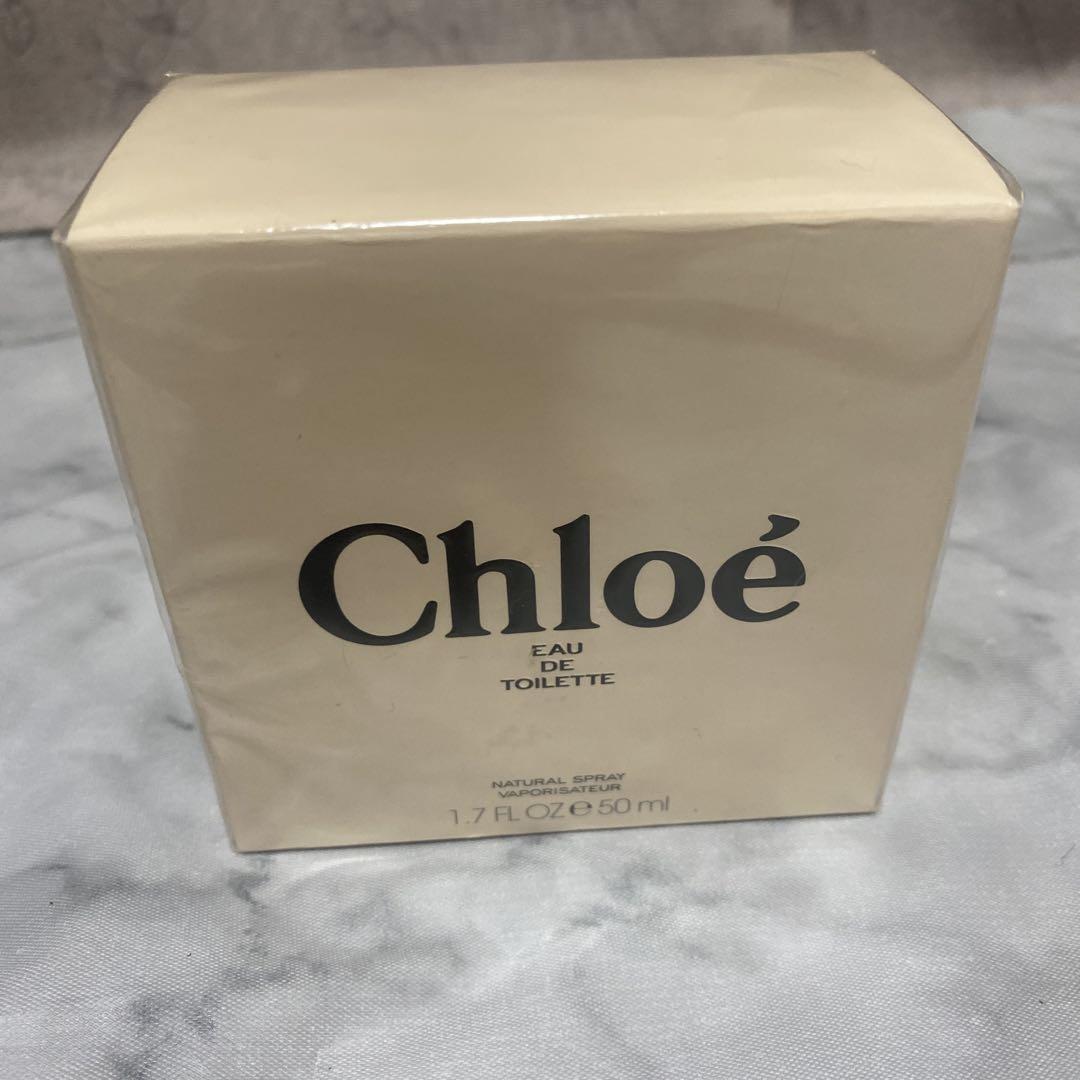 Chloé
EAU
DE
TOILETTE
NATURAL SPRAY
VAPORISATEUR
1.7 FL OZ ℮ 50 ml